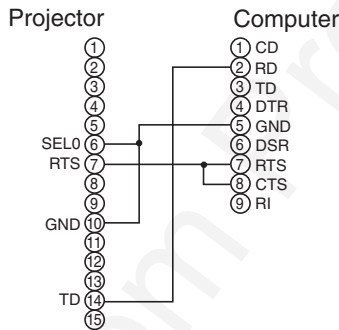 Projector Computer
1
2
3
4
5
SEL0 6
RTS 7
8
9
GND 10
11
12
13
TD 14
15
1 CD
2 RD
3 TD
4 DTR
5 GND
6 DSR
7 RTS
8 CTS
9 RI